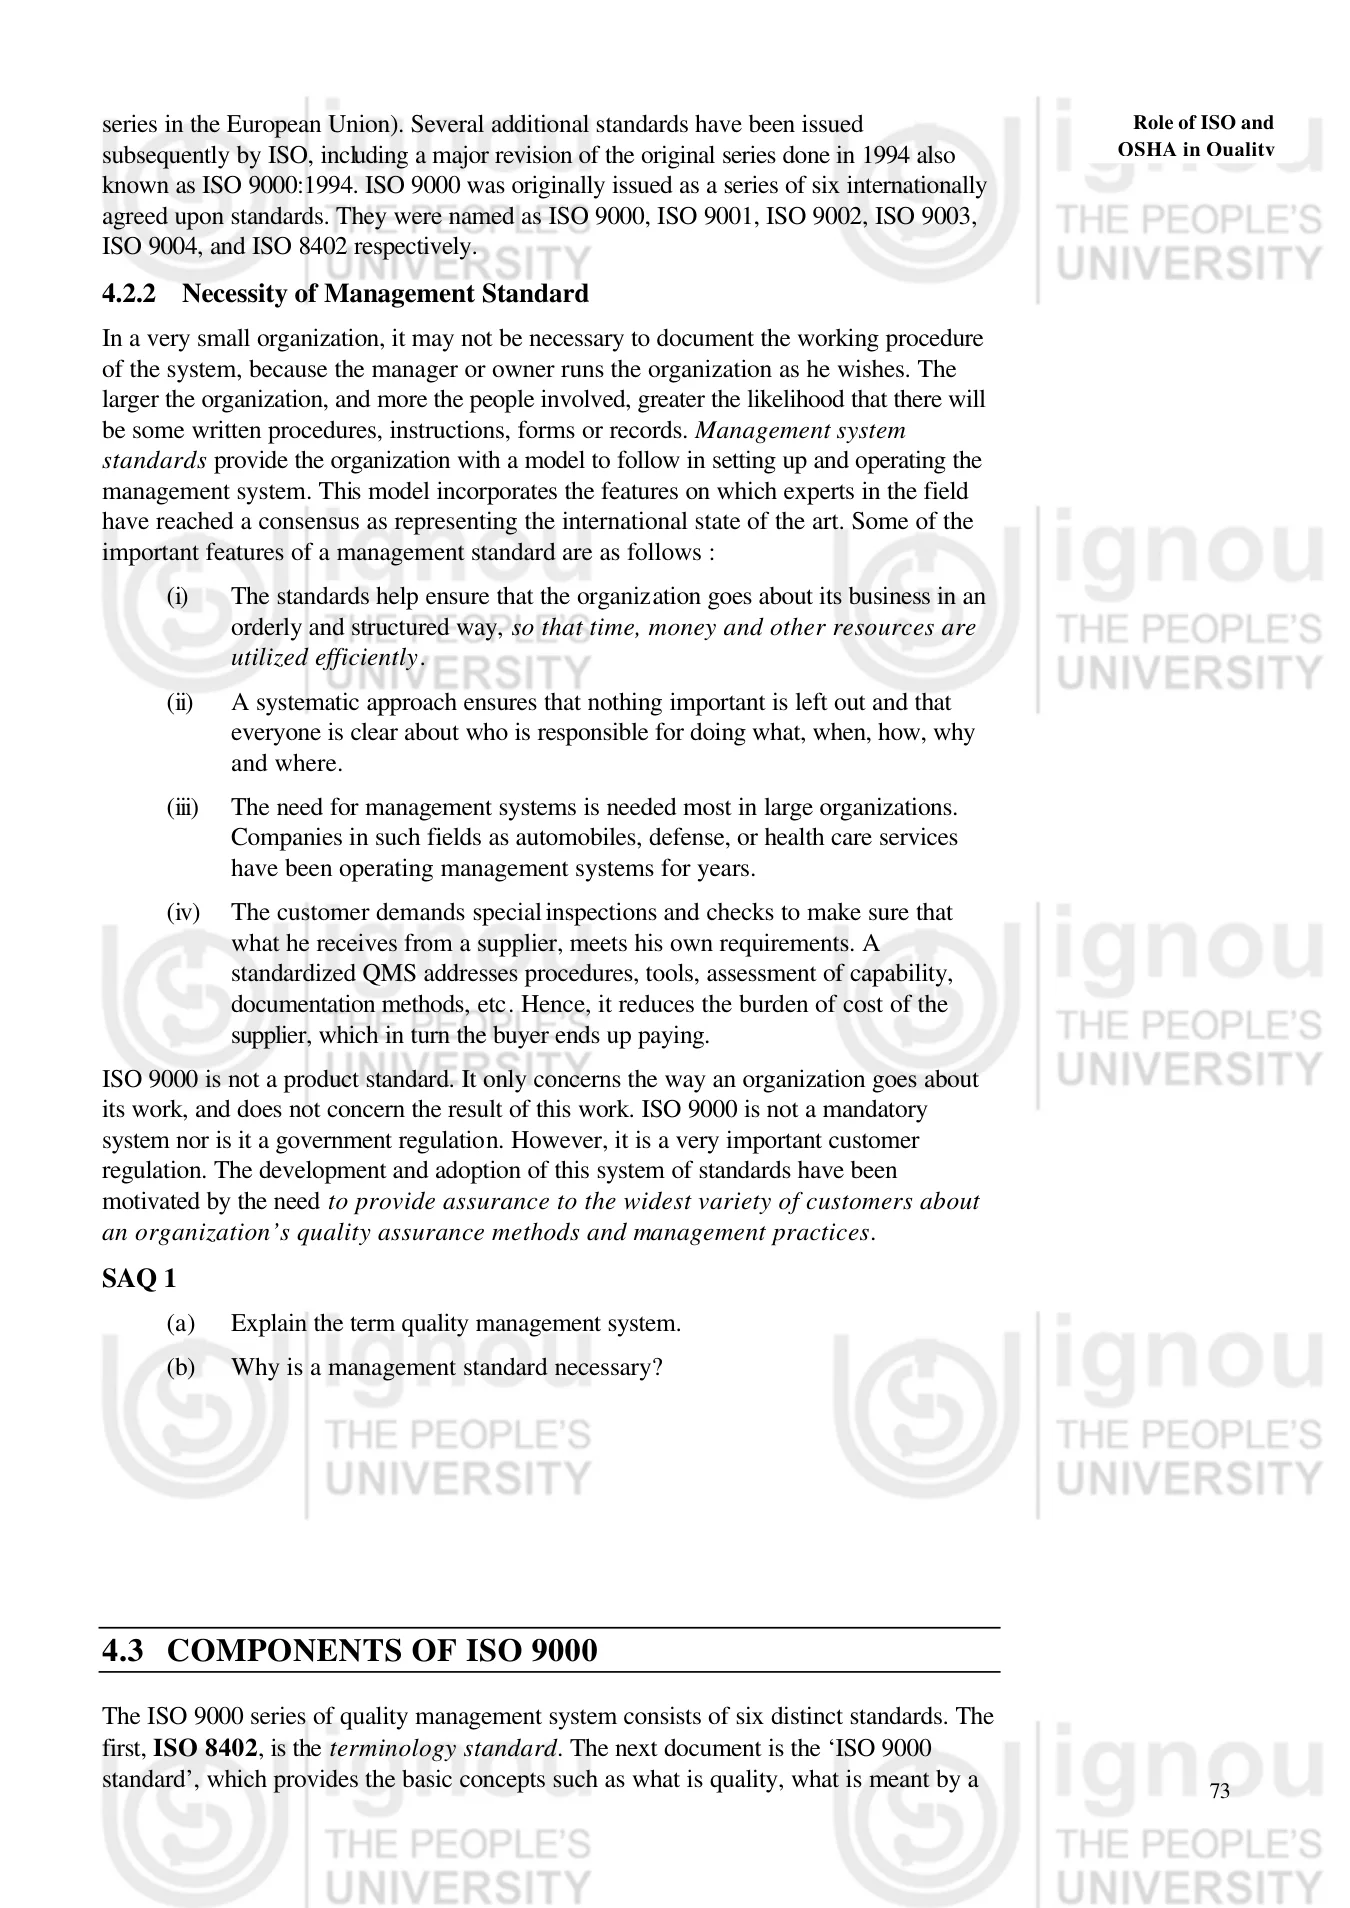 series in the European Union). Several additional standards have been issued
subsequently by ISO, including a major revision of the original series done in 1994 also
known as ISO 9000:1994. ISO 9000 was originally issued as a series of six internationally
agreed upon standards. They were named as ISO 9000, ISO 9001, ISO 9002, ISO 9003,
ISO 9004, and ISO 8402 respectively.
Role of ISO and
OSHA in Quality
4.2.2 Necessity of Management Standard
In a very small organization, it may not be necessary to document the working procedure
of the system, because the manager or owner runs the organization as he wishes. The
larger the organization, and more the people involved, greater the likelihood that there will
be some written procedures, instructions, forms or records. Management system
standards provide the organization with a model to follow in setting up and operating the
management system. This model incorporates the features on which experts in the field
have reached a consensus as representing the international state of the art. Some of the
important features of a management standard are as follows :
(i) The standards help ensure that the organization goes about its business in an
orderly and structured way, so that time, money and other resources are
utilized efficiently.
(ii) A systematic approach ensures that nothing important is left out and that
everyone is clear about who is responsible for doing what, when, how, why
and where.
(iii) The need for management systems is needed most in large organizations.
Companies in such fields as automobiles, defense, or health care services
have been operating management systems for years.
(iv) The customer demands special inspections and checks to make sure that
what he receives from a supplier, meets his own requirements. A
standardized QMS addresses procedures, tools, assessment of capability,
documentation methods, etc. Hence, it reduces the burden of cost of the
supplier, which in turn the buyer ends up paying.
ISO 9000 is not a product standard. It only concerns the way an organization goes about
its work, and does not concern the result of this work. ISO 9000 is not a mandatory
system nor is it a government regulation. However, it is a very important customer
regulation. The development and adoption of this system of standards have been
motivated by the need to provide assurance to the widest variety of customers about
an organization's quality assurance methods and management practices.
SAQ 1
(a) Explain the term quality management system.
(b) Why is a management standard necessary?
4.3 COMPONENTS OF ISO 9000
The ISO 9000 series of quality management system consists of six distinct standards. The
first, ISO 8402, is the terminology standard. The next document is the ‘ISO 9000
standard’, which provides the basic concepts such as what is quality, what is meant by a
73
ignou
THE PEOPLE'S
UNIVERSITY